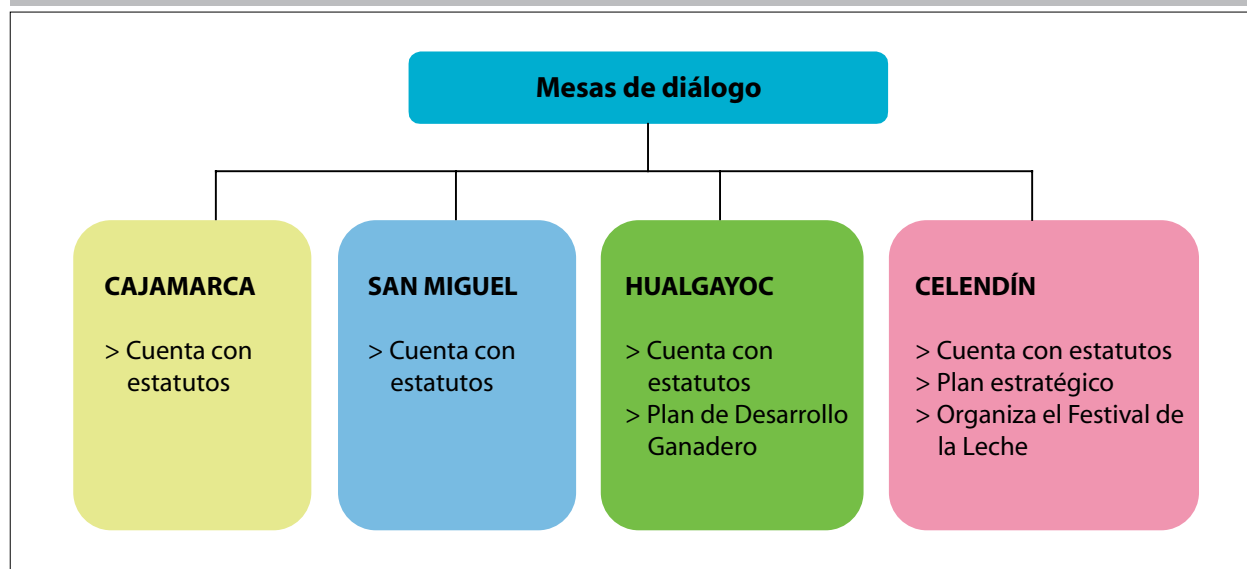 Mesas de diálogo
CAJAMARCA
> Cuenta con
estatutos
SAN MIGUEL
> Cuenta con
estatutos
HUALGAYOC
> Cuenta con
estatutos
> Plan de Desarrollo
Ganadero
CELENDÍN
> Cuenta con estatutos
> Plan estratégico
> Organiza el Festival de
la Leche